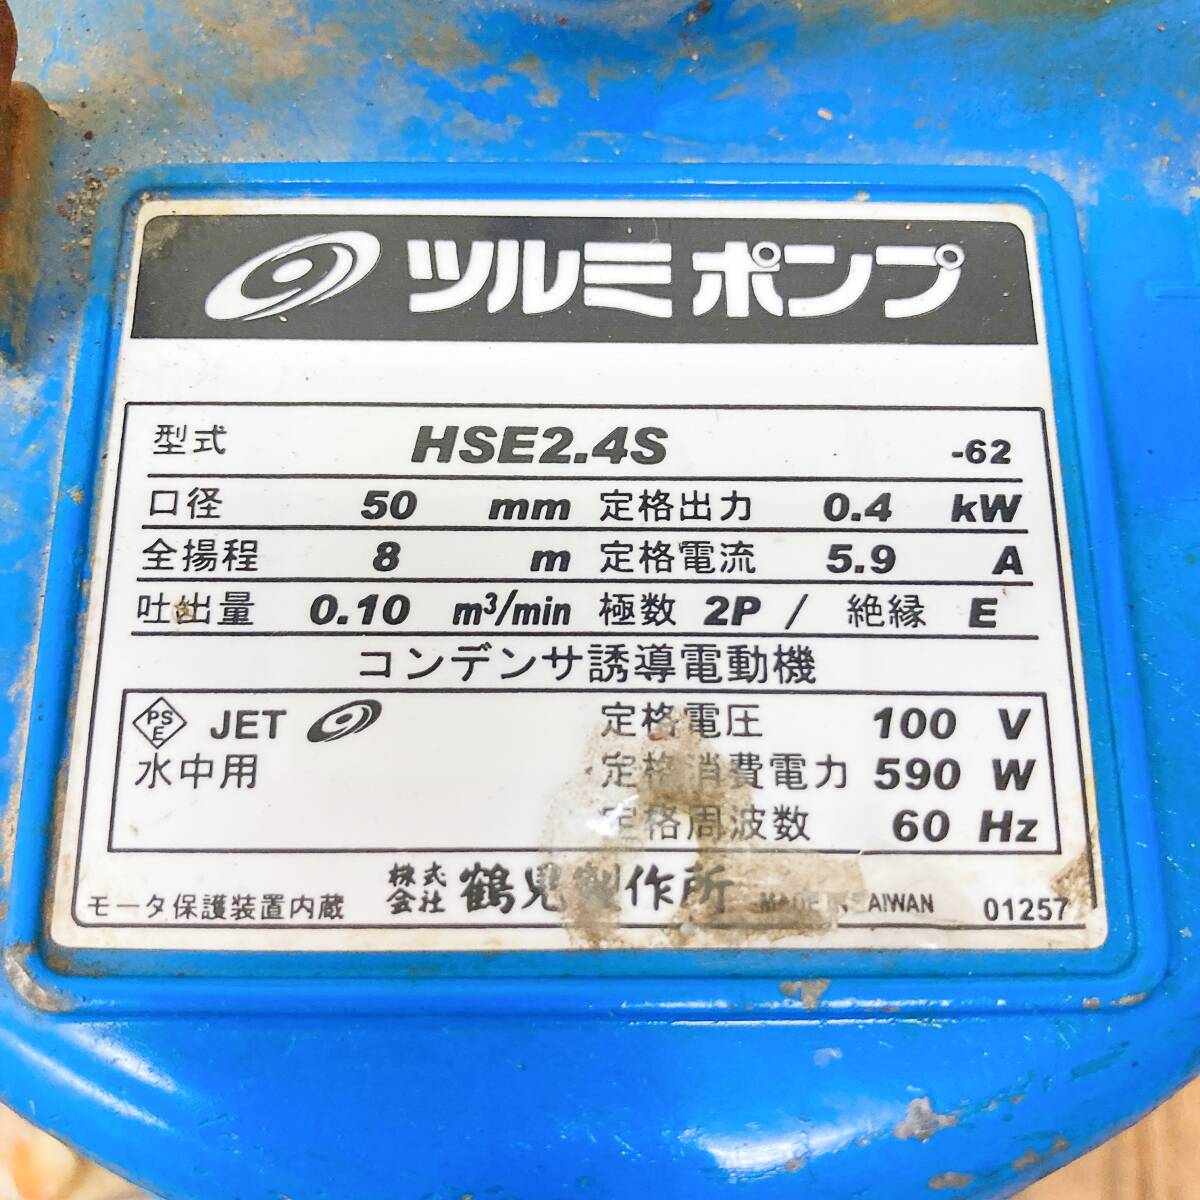 ツルミポンプ
型式 HSE2.4S -62
口径 50 mm 定格出力 0.4 kW
全揚程 8 m 定格電流 5.9 A
吐出量 0.10 m³/min 極数 2P / 絶縁 E
コンデンサ誘導電動機
PSE JET 定格電圧 100 V
水中用 定格消費電力 590 W
定格周波数 60 Hz
モータ保護装置内蔵 株式会社 鶴見製作所 MADE IN TAIWAN 01257